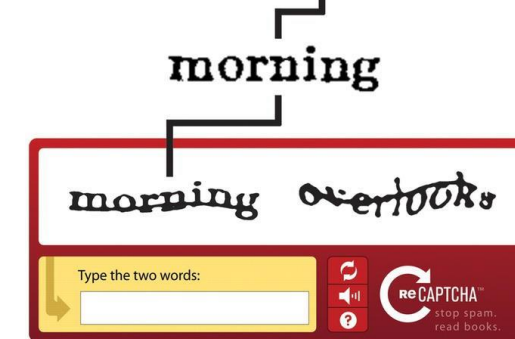 morning
morning overlooks
Type the two words:
reCAPTCHA™
stop spam.
read books.